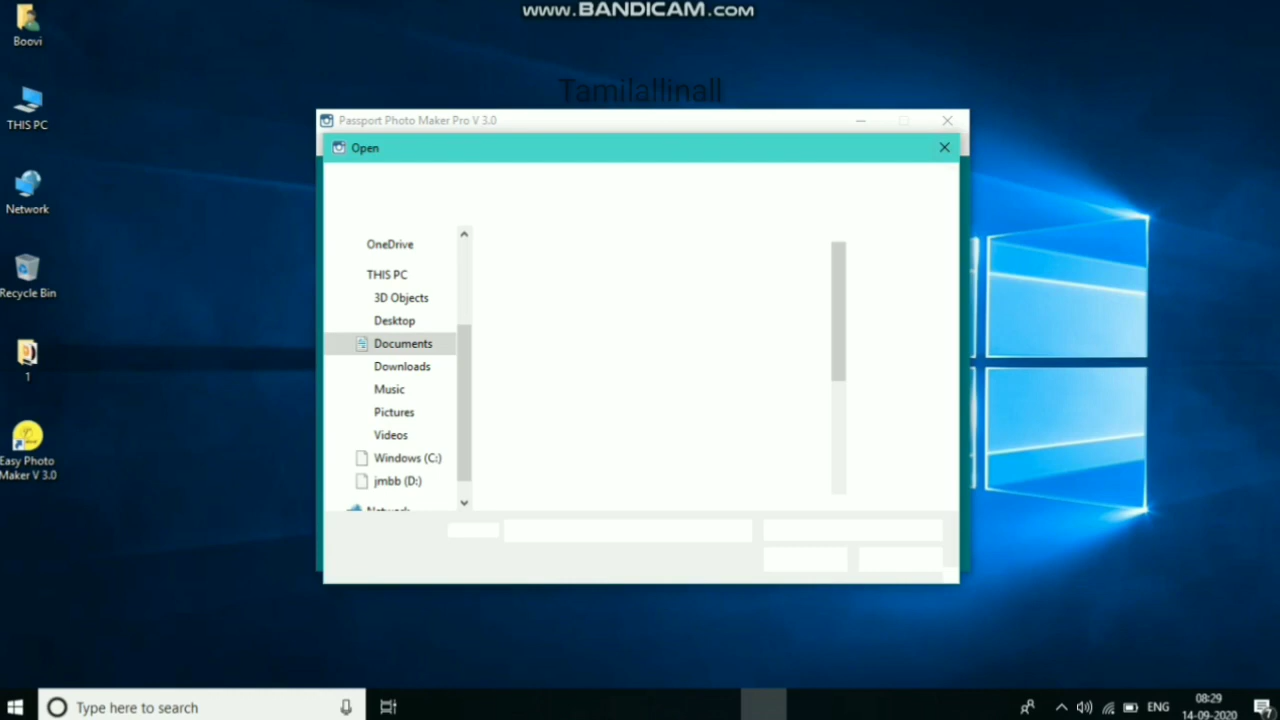 www.BANDICAM.com
Boovi
Tamilallinall
THIS PC
Passport Photo Maker Pro V 3.0
Open
Network
OneDrive
THIS PC
3D Objects
Desktop
Documents
Downloads
Music
Pictures
Videos
Windows (C:)
jmbb (D:)
Network
Recycle Bin
1
Easy Photo
Maker V 3.0
Type here to search
ENG
08:29
14-09-2020
7